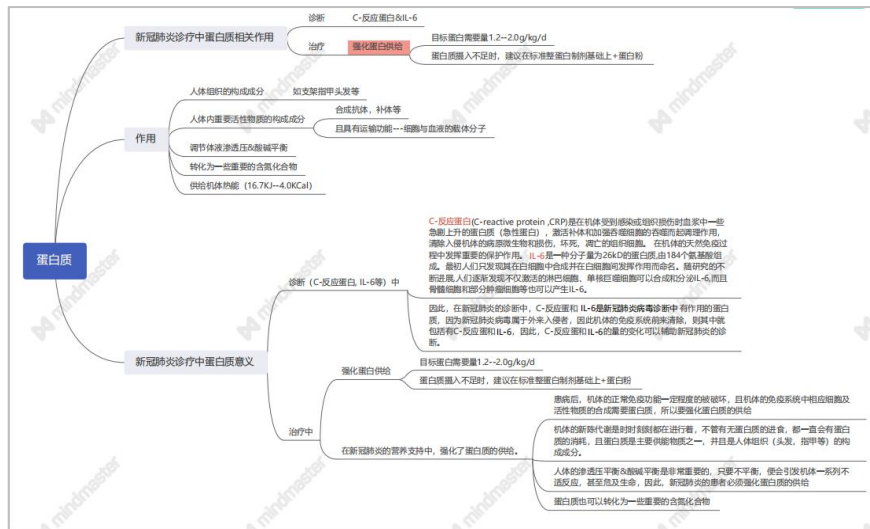 新冠肺炎诊疗中蛋白质相关作用
诊断
C-反应蛋白&IL-6
治疗
强化蛋白供给
目标蛋白需要量1.2--2.0g/kg/d
蛋白质摄入不足时，建议在标准整蛋白制剂基础上+蛋白粉
作用
人体组织的构成成分
如支架指甲头发等
人体内重要活性物质的构成成分
合成抗体，补体等
且具有运输功能---细胞与血液的载体分子
调节体液渗透压&酸碱平衡
转化为一些重要的含氮化合物
供给机体热能（16.7KJ--4.0KCal）
蛋白质
新冠肺炎诊疗中蛋白质意义
诊断（C-反应蛋白, IL-6等）中
C-反应蛋白(C-reactive protein ,CRP)是在机体受到感染或组织损伤时血浆中一些
急剧上升的蛋白质（急性蛋白），激活补体和加强吞噬细胞的吞噬而起调理作用，
清除入侵机体的病原微生物和损伤，坏死，凋亡的组织细胞。 在机体的天然免疫过
程中发挥重要的保护作用。 IL-6是一种分子量为26kD的蛋白质,由184个氨基酸组
成。最初人们只发现其在白细胞中合成并在白细胞间发挥作用而命名。随研究的不
断进展,人们逐渐发现不仅激活的淋巴细胞、单核巨细胞可以合成和分泌IL-6,而且
骨髓细胞和部分肿瘤细胞等也可以产生IL-6。
因此，在新冠肺炎的诊断中，C-反应蛋和 IL-6是新冠肺炎病毒诊断中有作用的蛋白
质，因为新冠肺炎病毒属于外来入侵者，因此机体的免疫系统前来清除，则其中就
包括有C-反应蛋和IL-6，因此，C-反应蛋和IL-6的量的变化可以辅助新冠肺炎的诊
断。
治疗中
强化蛋白供给
目标蛋白需要量1.2--2.0g/kg/d
蛋白质摄入不足时，建议在标准整蛋白制剂基础上+蛋白粉
在新冠肺炎的营养支持中，强化了蛋白质的供给。
患病后，机体的正常免疫功能一定程度的被破坏，且机体的免疫系统中相应细胞及
活性物质的合成需要蛋白质，所以要强化蛋白质的供给
机体的新陈代谢是时时刻刻都在进行着，不管有无蛋白质的进食，都一直会有蛋白
质的消耗，且蛋白质是主要供能物质之一，并且是人体组织（头发，指甲等）的构
成成分。
人体的渗透压平衡&酸碱平衡是非常重要的，只要不平衡，便会引发机体一系列不
适反应，甚至危及生命，因此，新冠肺炎的患者必须强化蛋白质的供给
蛋白质也可以转化为一些重要的含氮化合物
mindmaster
mindmaster
mindmaster
mindmaster
mindmaster
mindmaster
mindmaster
mindmaster
mindmaster
mindmaster
mindmaster
mindmaster